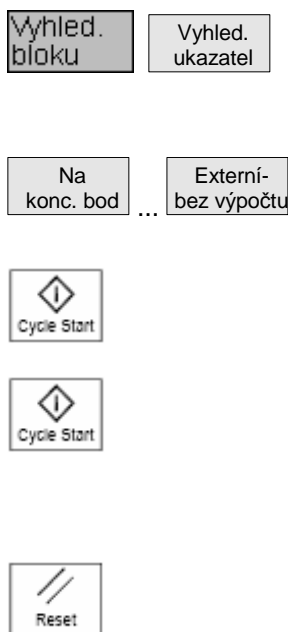 Vyhled.
bloku
Vyhled.
ukazatel
Na
konc. bod
...
Externí-
bez výpočtu
Cycle Start
Cycle Start
Reset